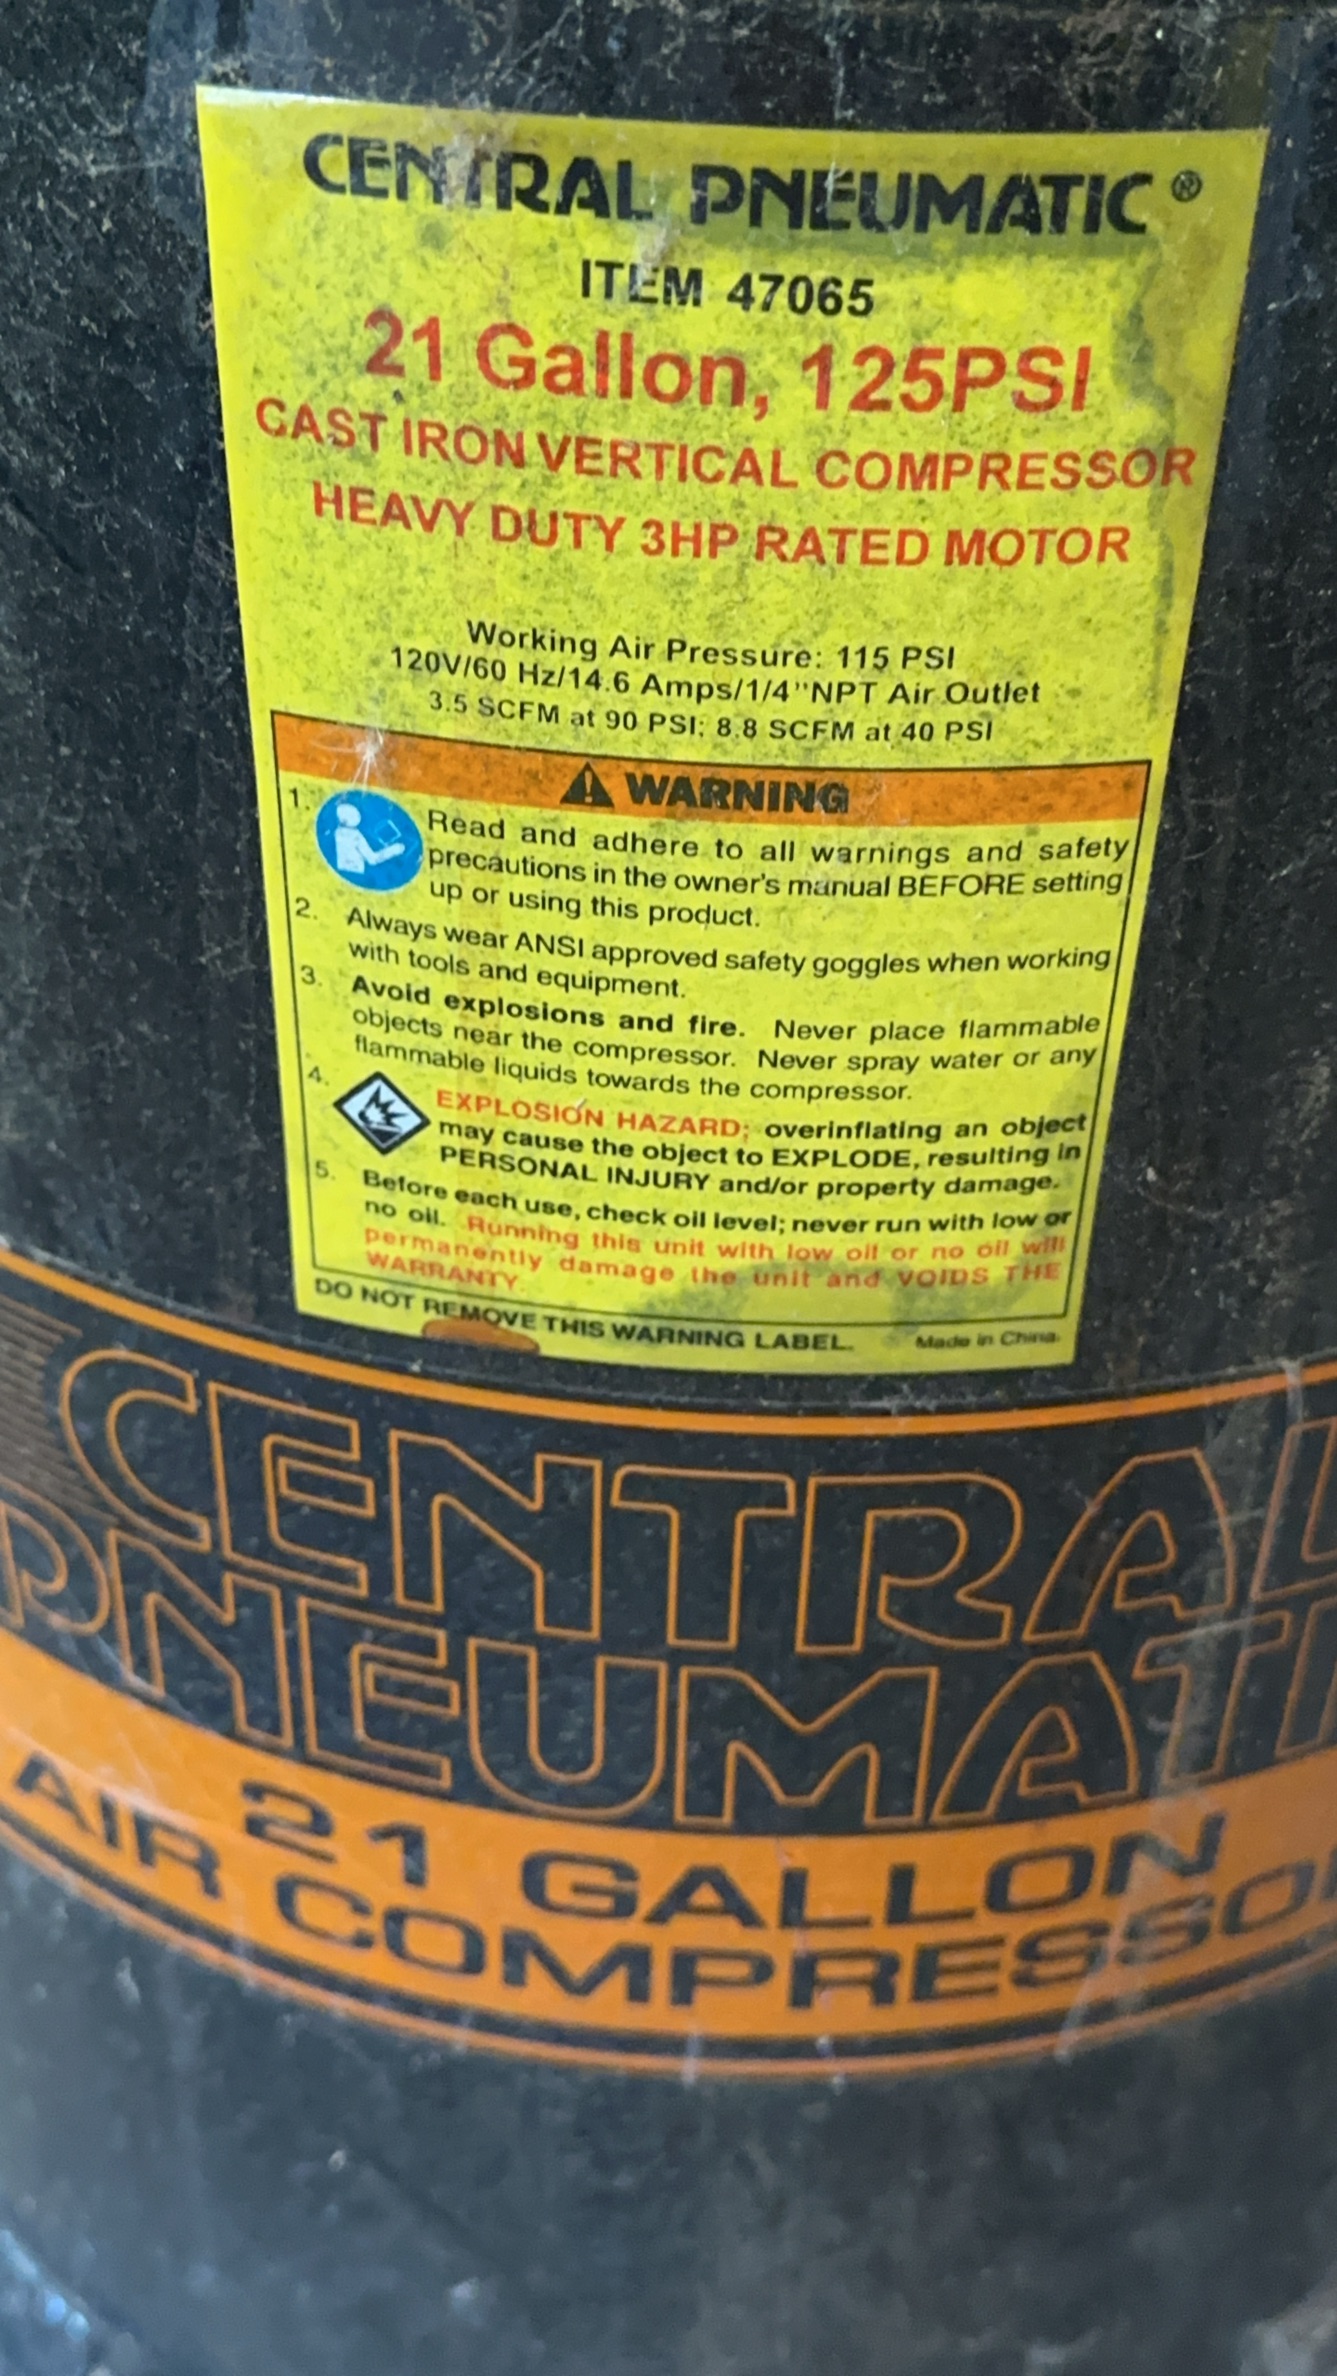 CENTRAL PNEUMATIC®
ITEM 47065
21 Gallon, 125PSI
CAST IRON VERTICAL COMPRESSOR
HEAVY DUTY 3HP RATED MOTOR
Working Air Pressure: 115 PSI
120V/60 Hz/14.6 Amps/1/4"NPT Air Outlet
3.5 SCFM at 90 PSI; 8.8 SCFM at 40 PSI
WARNING
1. Read and adhere to all warnings and safety
precautions in the owner's manual BEFORE setting
up or using this product.
2. Always wear ANSI approved safety goggles when working
with tools and equipment.
3. Avoid explosions and fire. Never place flammable
objects near the compressor. Never spray water or any
flammable liquids towards the compressor.
4. EXPLOSION HAZARD; overinflating an object
may cause the object to EXPLODE, resulting in
PERSONAL INJURY and/or property damage.
5. Before each use, check oil level; never run with low or
no oil. Running this unit with low oil or no oil will
permanently damage the unit and VOIDS THE
WARRANTY.
DO NOT REMOVE THIS WARNING LABEL. Made in China.
CENTRAL
PNEUMATI
21 GALLON
AIR COMPRESSO